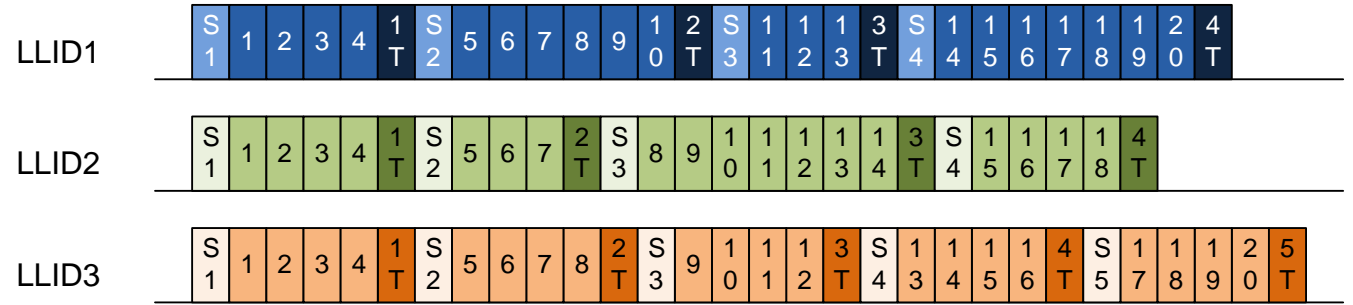 LLID1 S1 1 2 3 4 1T S2 5 6 7 8 9 10 2T S3 11 12 13 3T S4 14 15 16 17 18 19 20 4T
LLID2 S1 1 2 3 4 1T S2 5 6 7 2T S3 8 9 10 11 12 13 14 3T S4 15 16 17 18 4T
LLID3 S1 1 2 3 4 1T S2 5 6 7 8 2T S3 9 10 11 12 3T S4 13 14 15 16 4T S5 17 18 19 20 5T